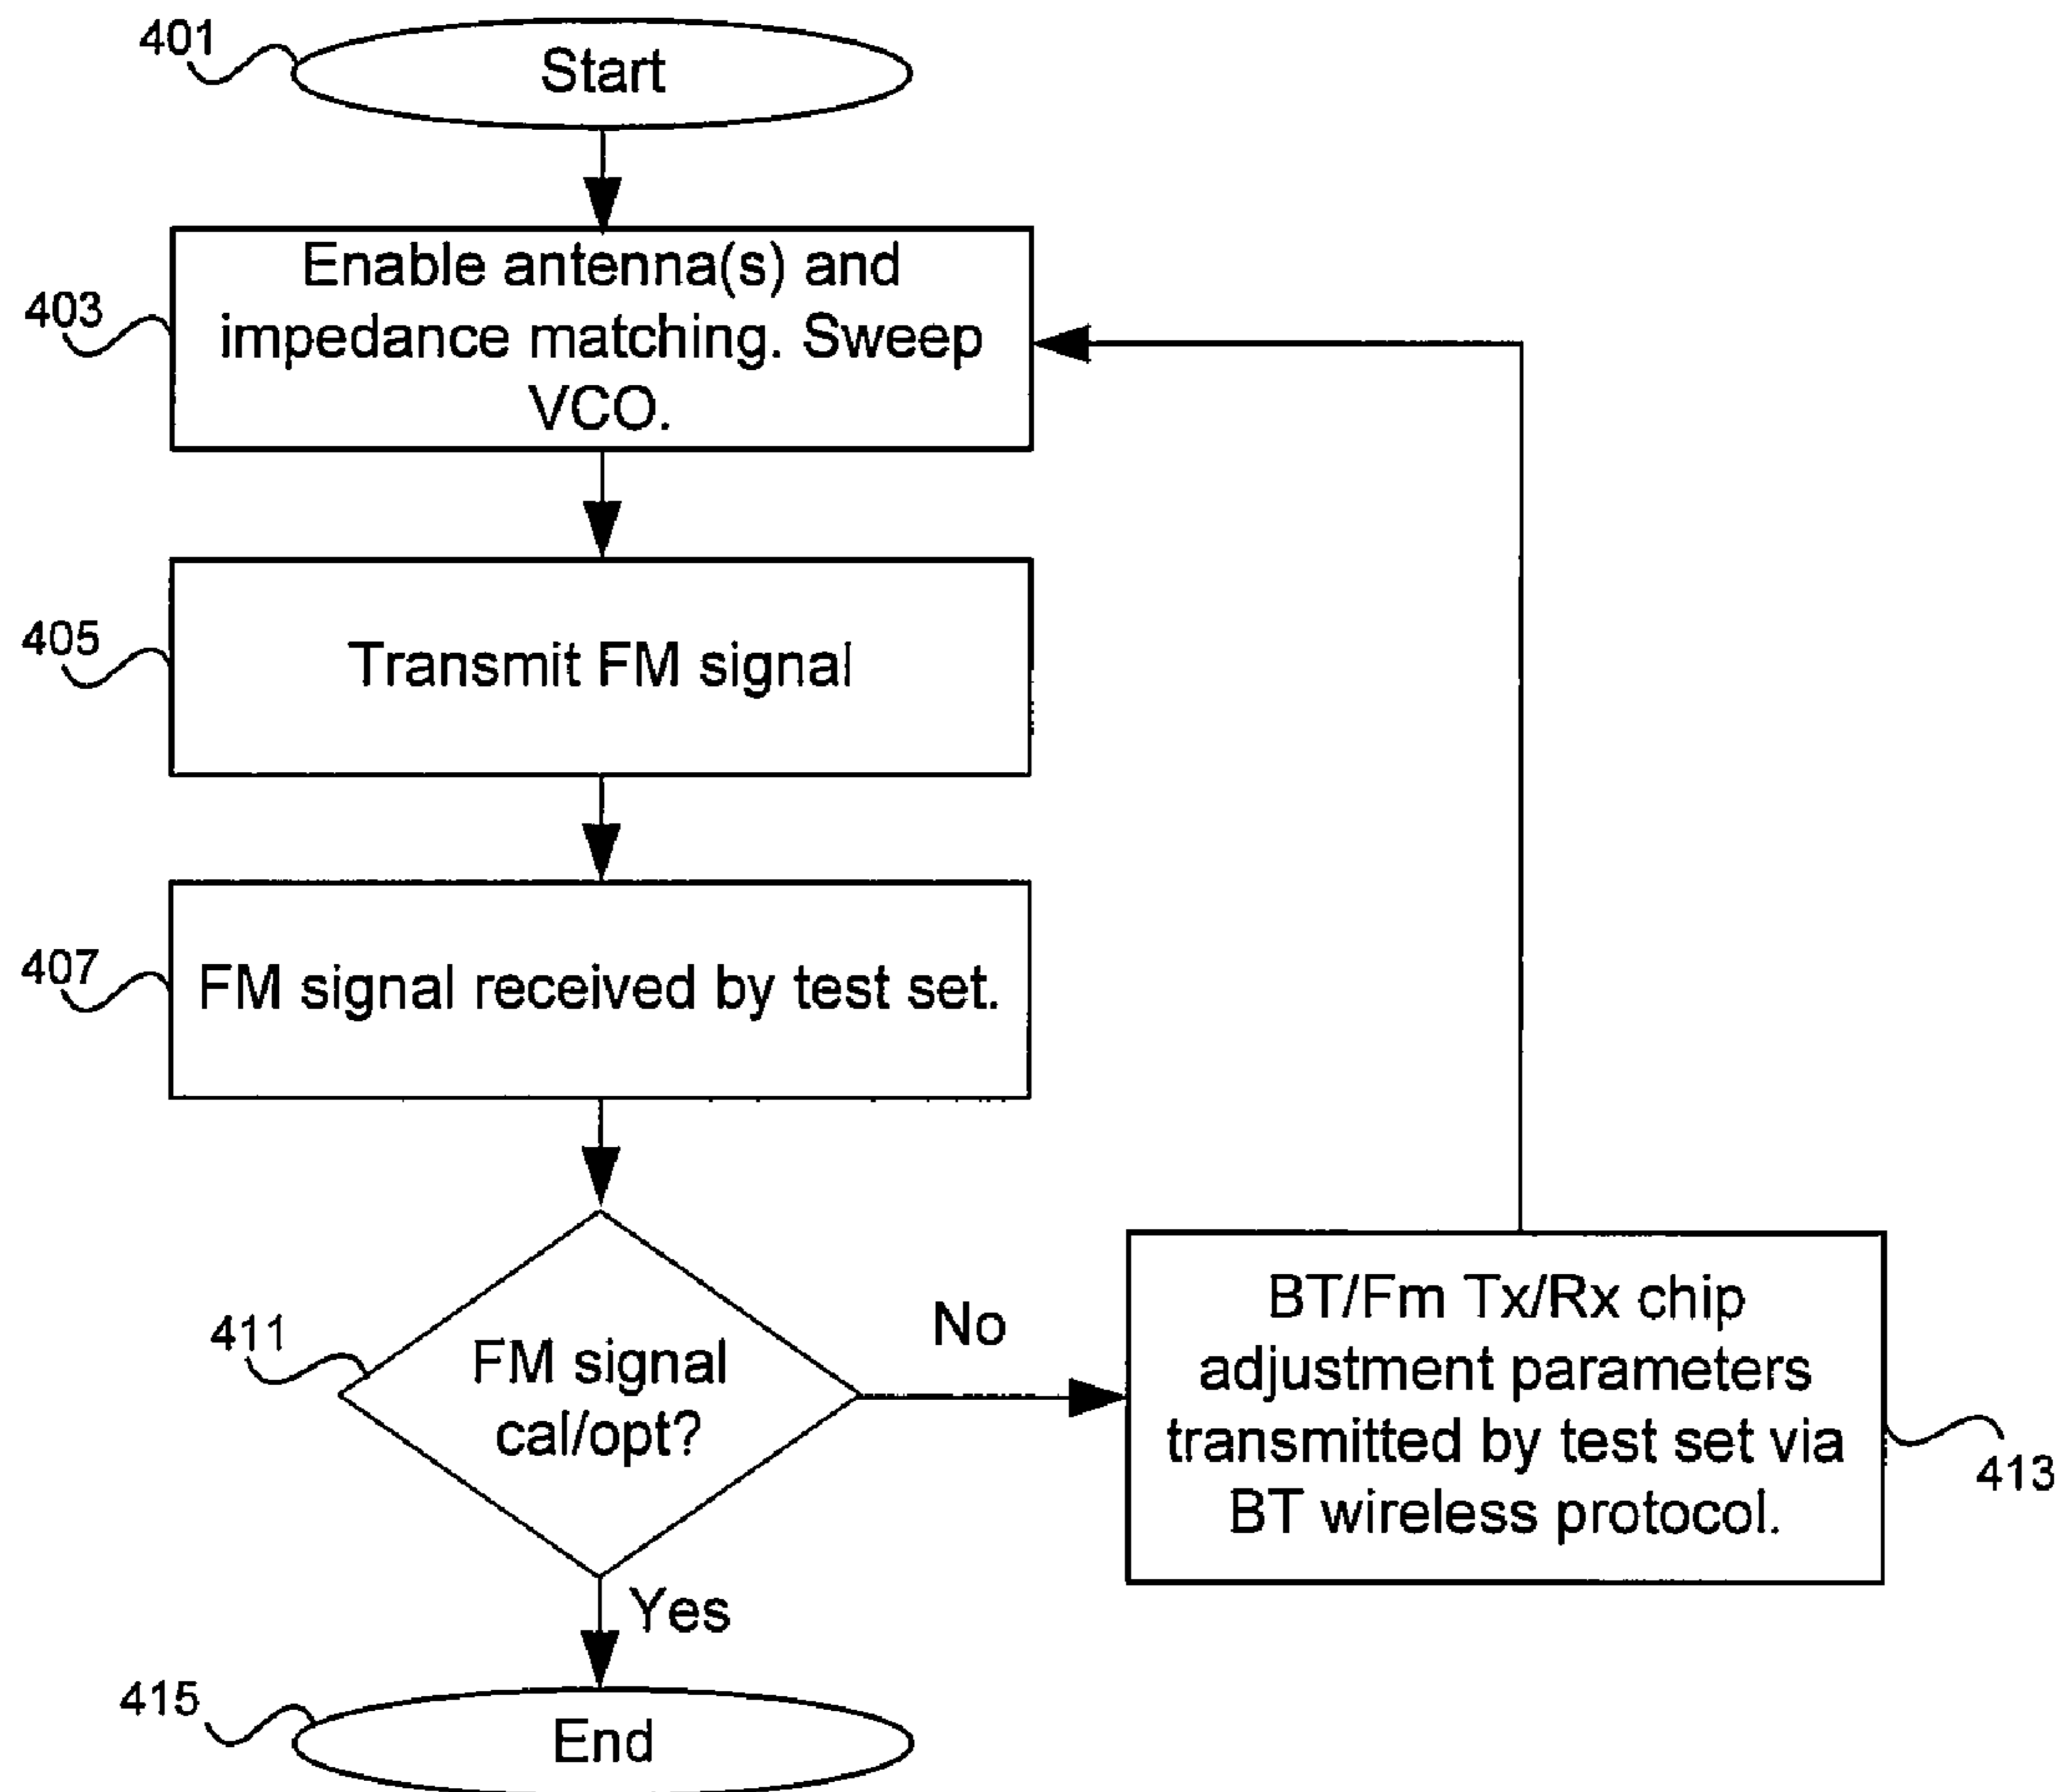 401
Start
403
Enable antenna(s) and
impedance matching. Sweep
VCO.
405
Transmit FM signal
407
FM signal received by test set.
411
FM signal
cal/opt?
No
BT/Fm Tx/Rx chip
adjustment parameters
transmitted by test set via
BT wireless protocol.
413
Yes
415
End